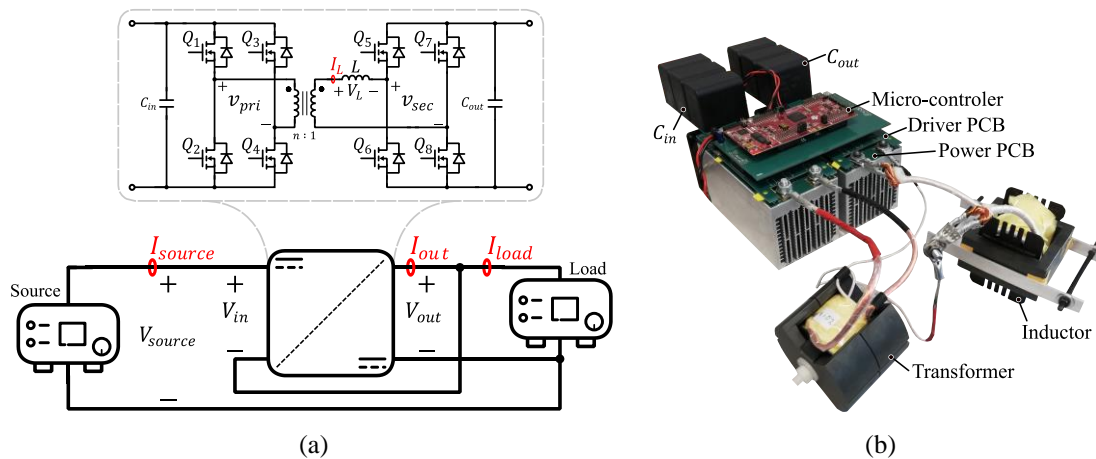 Q1 Q3 Q5 Q7
I_L L
+ V_L −
C_in + v_pri − n : 1 + v_sec − C_out
Q2 Q4 Q6 Q8
I_source I_out I_load
Source + + + Load
V_source V_in V_out
− − −
(a)
C_out
C_in
Micro-controler
Driver PCB
Power PCB
Inductor
Transformer
(b)